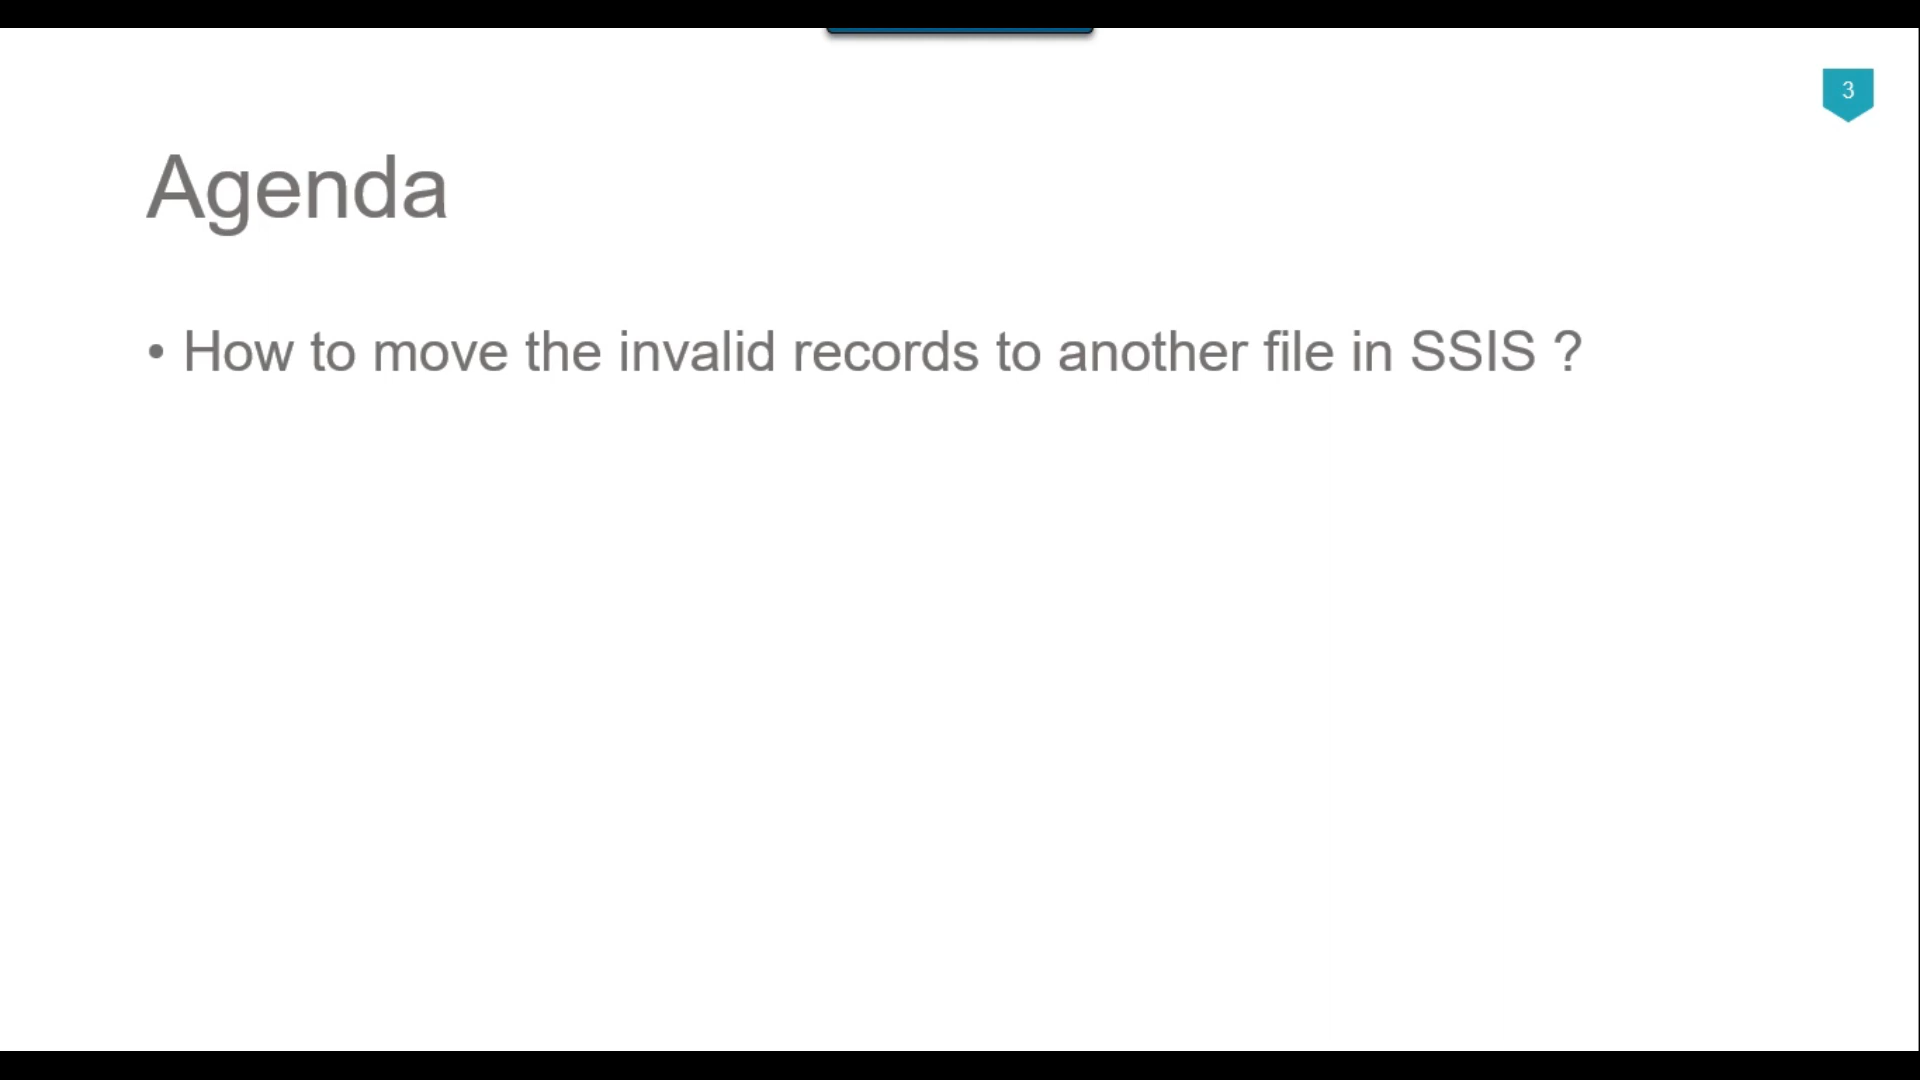 3
Agenda
• How to move the invalid records to another file in SSIS ?